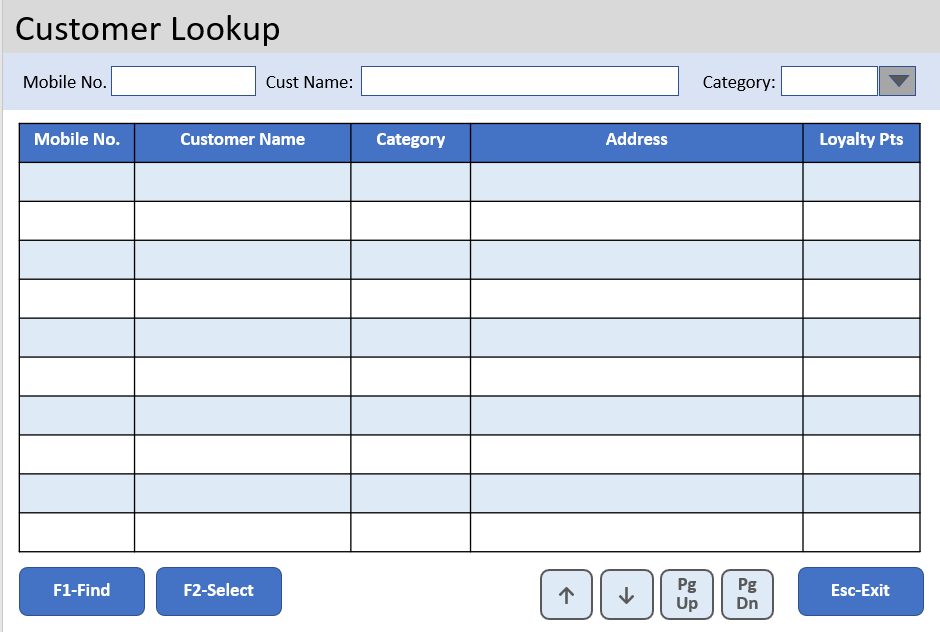 Customer Lookup
Mobile No. Cust Name: Category:
Mobile No. Customer Name Category Address Loyalty Pts
F1-Find F2-Select ↑ ↓ Pg Up Pg Dn Esc-Exit